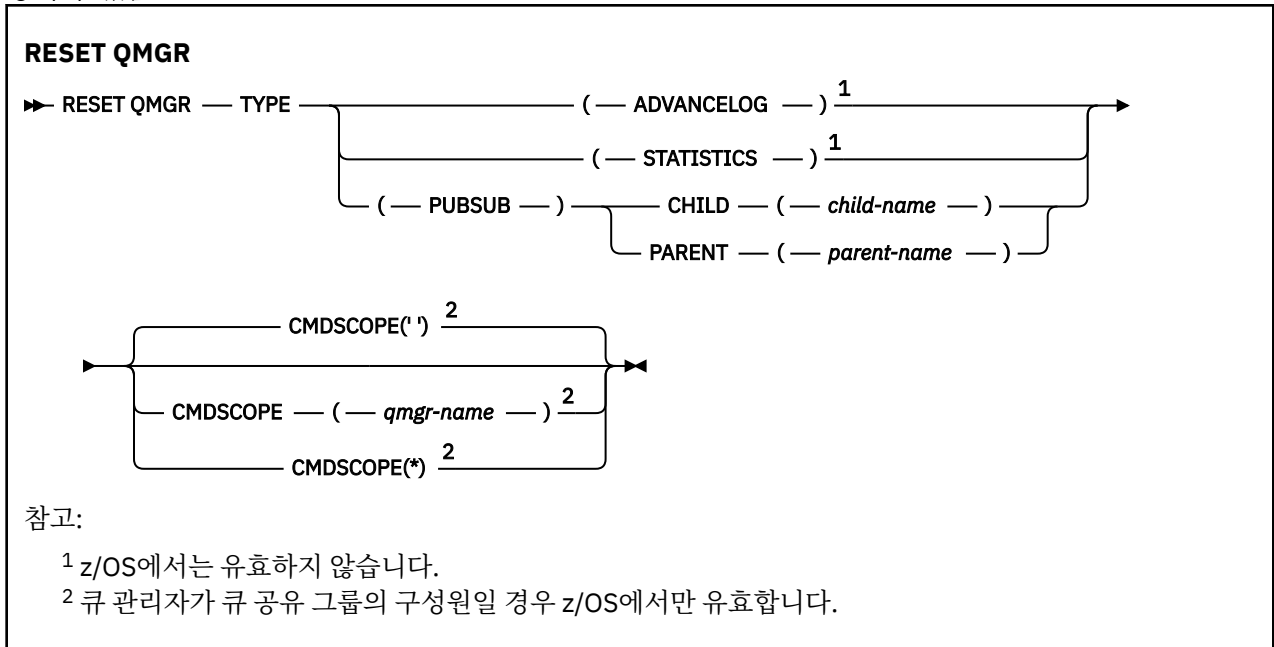 RESET QMGR
RESET QMGR — TYPE — ( — ADVANCELOG — ) 1
( — STATISTICS — ) 1
( — PUBSUB — ) — CHILD — ( — child-name — )
PARENT — ( — parent-name — )
CMDSCOPE(' ') 2
CMDSCOPE — ( — qmgr-name — ) 2
CMDSCOPE(*) 2
참고:
1 z/OS에서는 유효하지 않습니다.
2 큐 관리자가 큐 공유 그룹의 구성원일 경우 z/OS에서만 유효합니다.